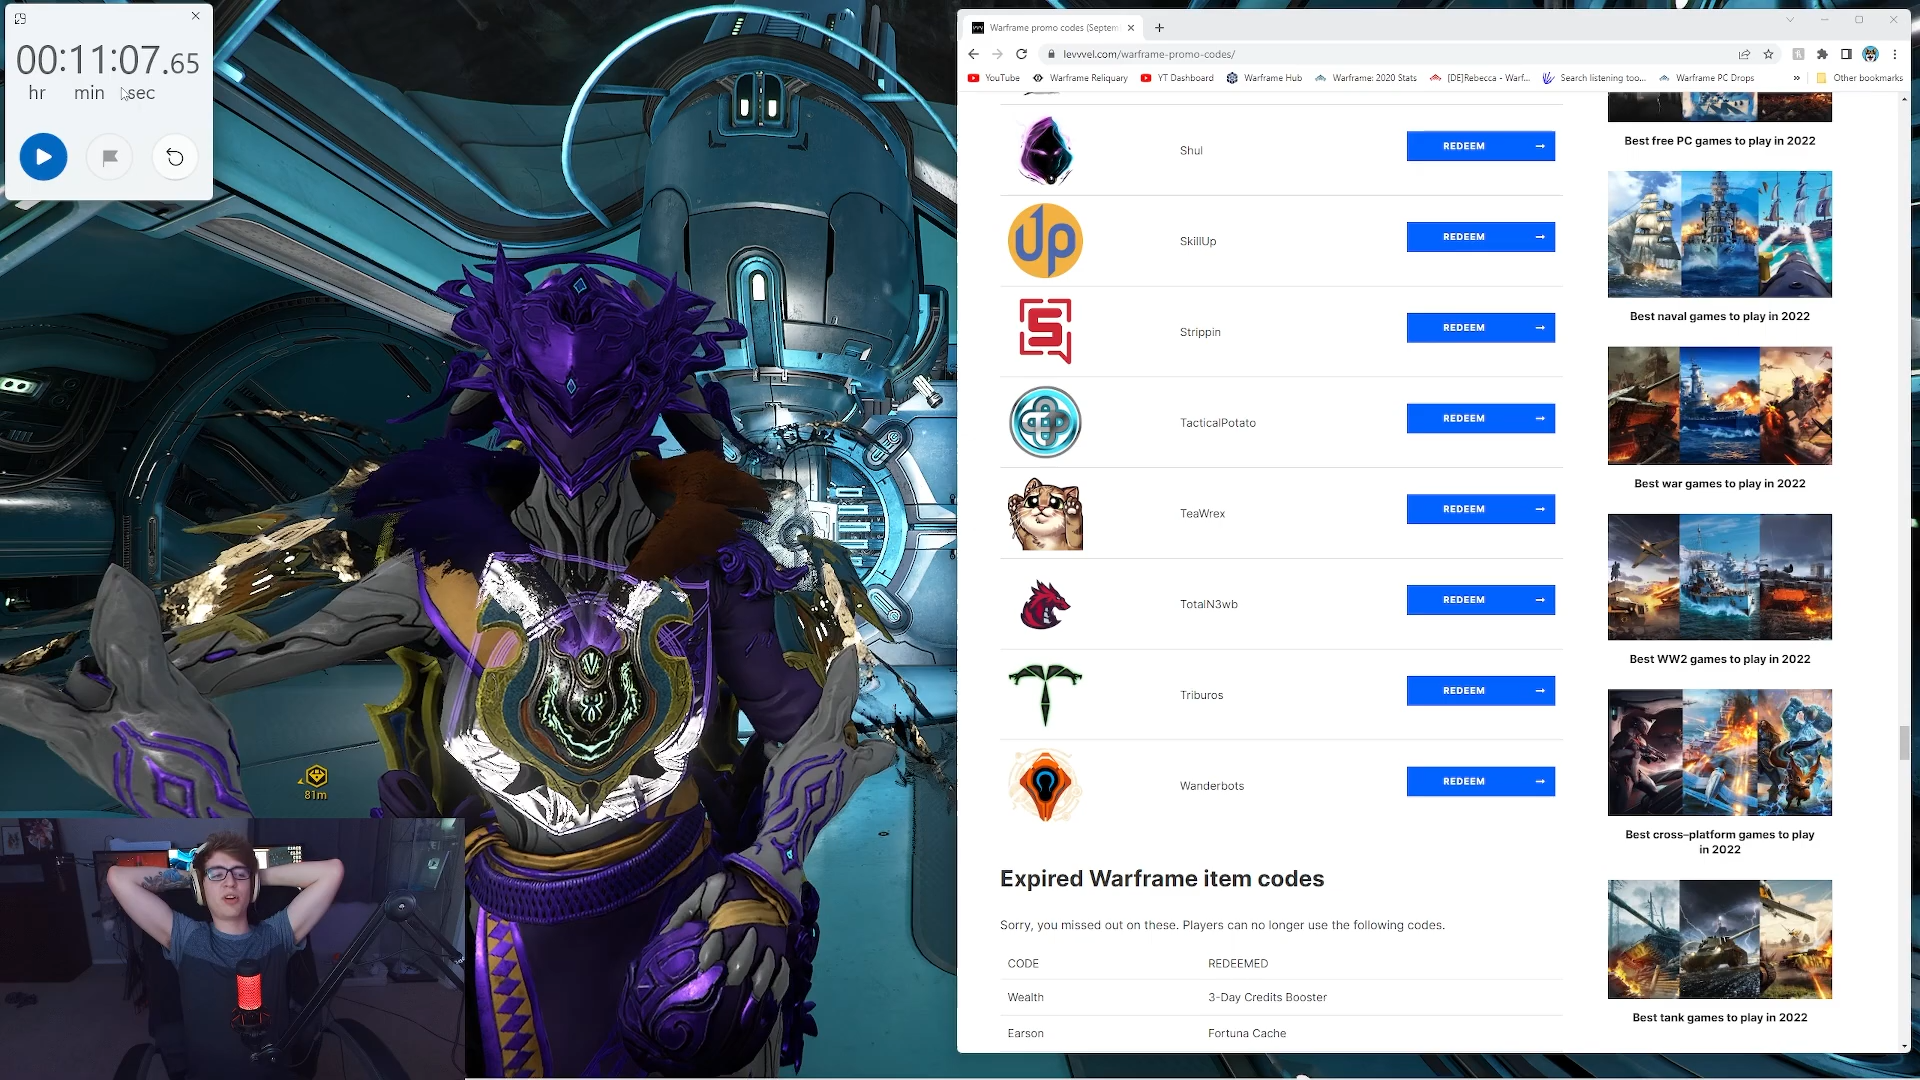 00:11:07.65
hr min sec
81m
Warframe promo codes (Septem
levvvel.com/warframe-promo-codes/
YouTube
Warframe Reliquary
YT Dashboard
Warframe Hub
Warframe: 2020 Stats
[DE]Rebecca - Warf...
Search listening too...
Warframe PC Drops
»
Other bookmarks
Shul
REDEEM →
Up
SkillUp
REDEEM →
S
Strippin
REDEEM →
TacticalPotato
REDEEM →
TeaWrex
REDEEM →
TotalN3wb
REDEEM →
Triburos
REDEEM →
Wanderbots
REDEEM →
Expired Warframe item codes
Sorry, you missed out on these. Players can no longer use the following codes.
CODE REDEEMED
Wealth 3-Day Credits Booster
Earson Fortuna Cache
Best free PC games to play in 2022
Best naval games to play in 2022
Best war games to play in 2022
Best WW2 games to play in 2022
Best cross-platform games to play
in 2022
Best tank games to play in 2022